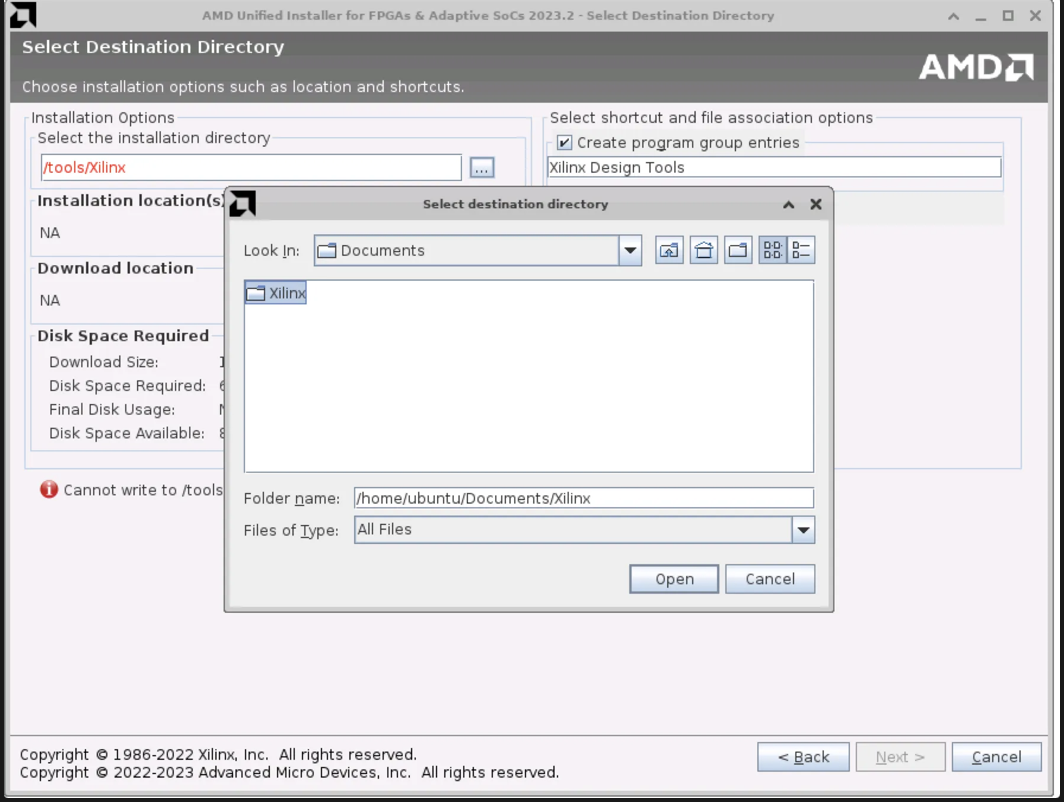 AMD Unified Installer for FPGAs & Adaptive SoCs 2023.2 - Select Destination Directory
Select Destination Directory
AMD
Choose installation options such as location and shortcuts.
Installation Options
Select the installation directory
/tools/Xilinx
...
Select shortcut and file association options
Create program group entries
Xilinx Design Tools
Installation location(s)
NA
Download location
NA
Disk Space Required
Download Size:
Disk Space Required:
Final Disk Usage:
Disk Space Available:
Cannot write to /tools
Select destination directory
Look In: Documents
Xilinx
Folder name: /home/ubuntu/Documents/Xilinx
Files of Type: All Files
Open Cancel
Copyright © 1986-2022 Xilinx, Inc. All rights reserved.
Copyright © 2022-2023 Advanced Micro Devices, Inc. All rights reserved.
< Back Next > Cancel